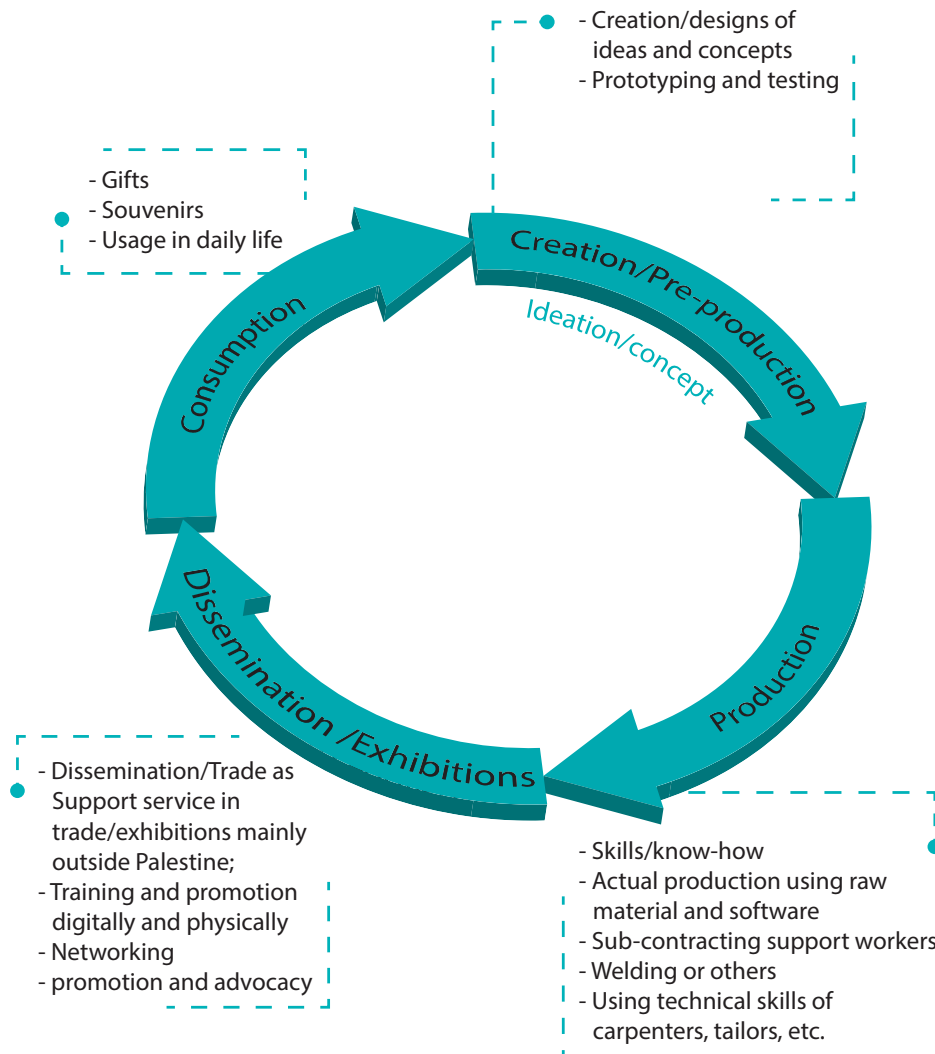 - Creation/designs of
ideas and concepts
- Prototyping and testing
- Gifts
- Souvenirs
- Usage in daily life
Creation/Pre-production
Ideation/concept
Consumption
Production
Dissemination /Exhibitions
- Dissemination/Trade as
Support service in
trade/exhibitions mainly
outside Palestine;
- Training and promotion
digitally and physically
- Networking
- promotion and advocacy
- Skills/know-how
- Actual production using raw
material and software
- Sub-contracting support workers
- Welding or others
- Using technical skills of
carpenters, tailors, etc.